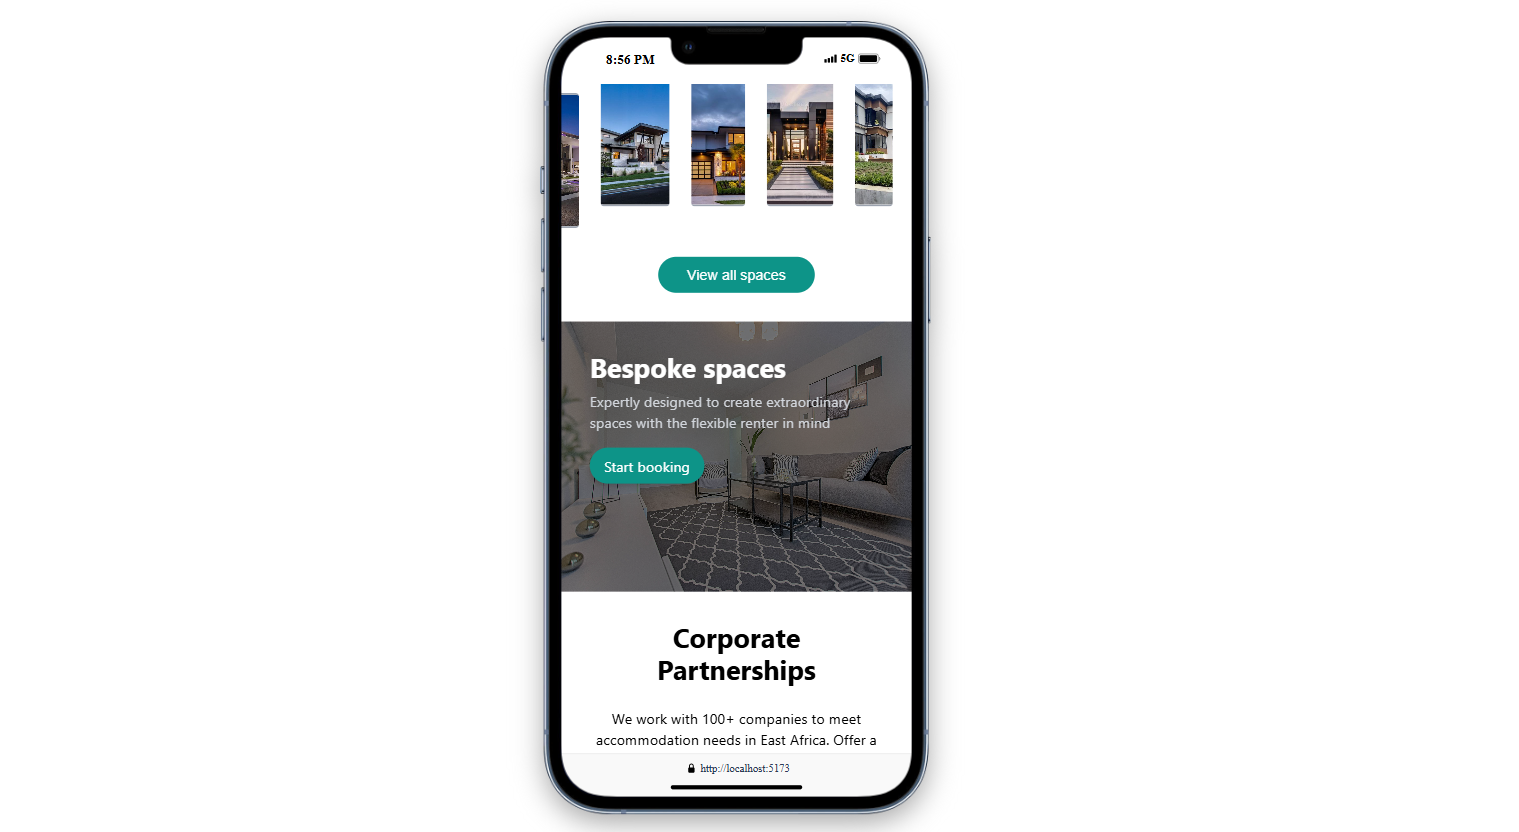 8:56 PM
5G
View all spaces
Bespoke spaces
Expertly designed to create extraordinary
spaces with the flexible renter in mind
Start booking
Corporate
Partnerships
We work with 100+ companies to meet
accommodation needs in East Africa. Offer a
http://localhost:5173